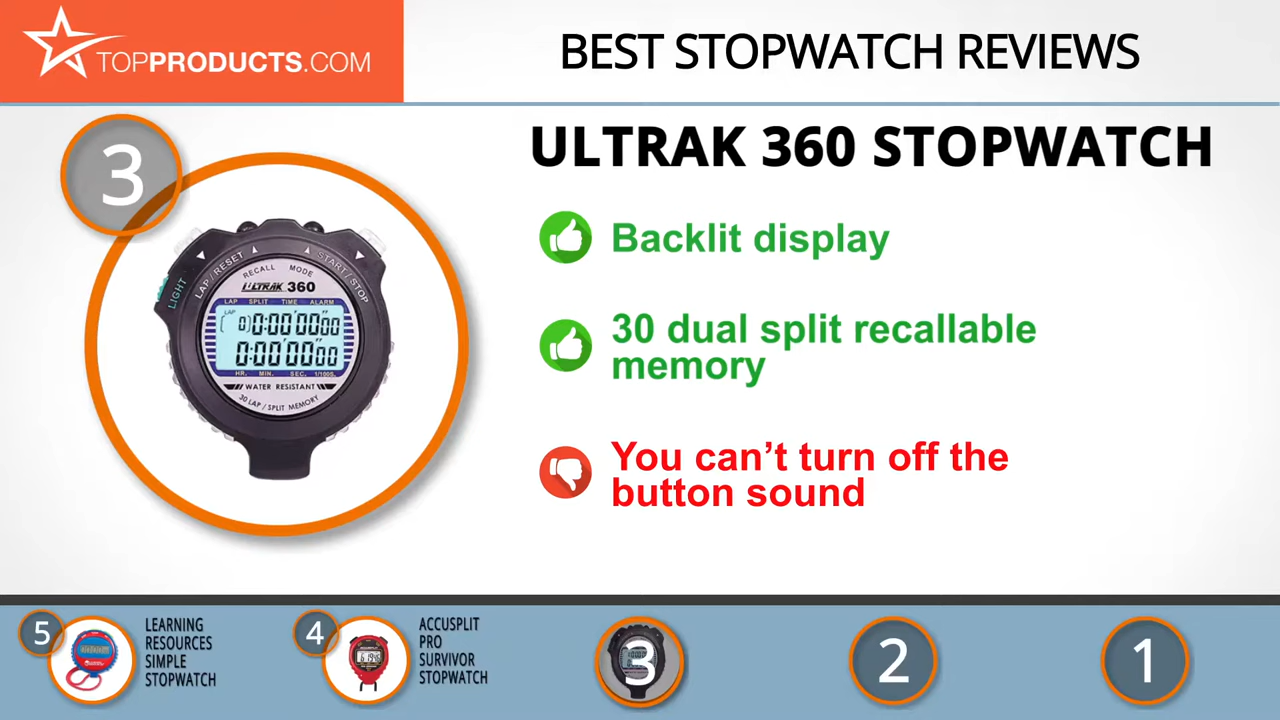 TOPPRODUCTS.COM
BEST STOPWATCH REVIEWS
3
ULTRAK 360 STOPWATCH
LIGHT
LAP/RESET
RECALL
MODE
START/STOP
ULTRAK 360
LAP SPLIT TIME ALARM
LAP
0)0:00'00"00
0:00'00"00
HR. MIN. SEC. 1/100S.
WATER RESISTANT
30 LAP / SPLIT MEMORY
Backlit display
30 dual split recallable
memory
You can't turn off the
button sound
5
LEARNING
RESOURCES
SIMPLE
STOPWATCH
4
ACCUSPLIT
PRO
SURVIVOR
STOPWATCH
3
2
1